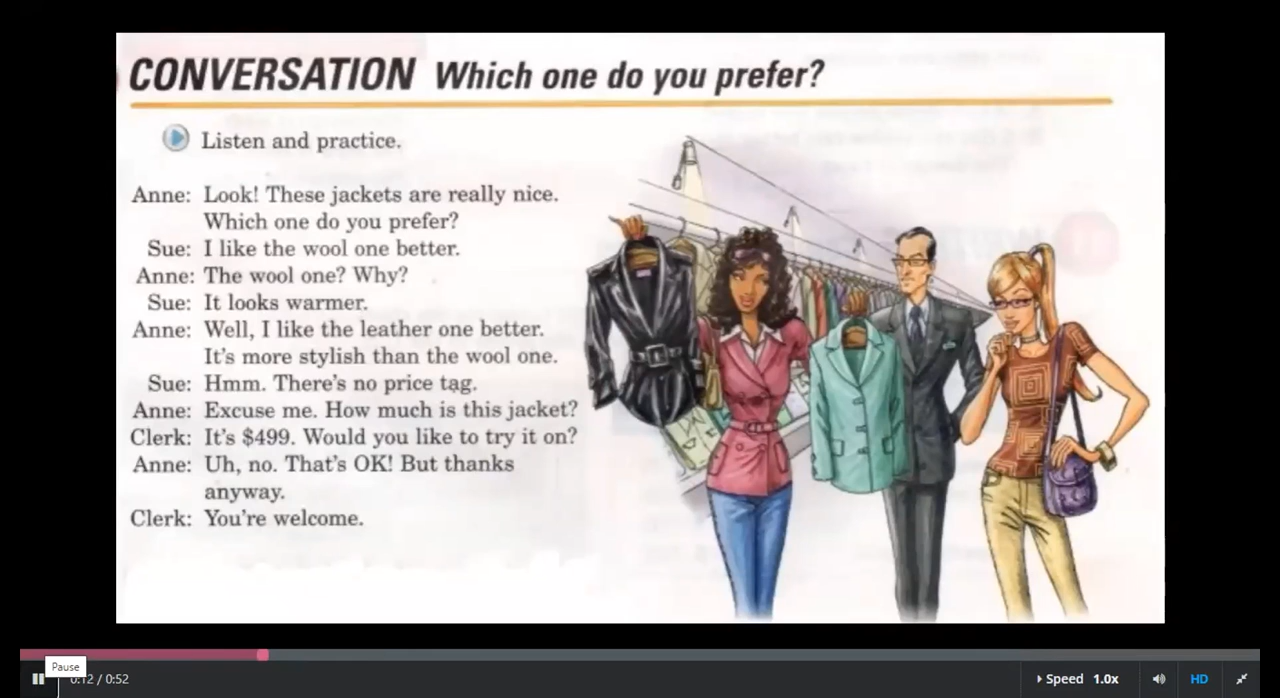 CONVERSATION Which one do you prefer?
Listen and practice.
Anne: Look! These jackets are really nice.
Which one do you prefer?
Sue: I like the wool one better.
Anne: The wool one? Why?
Sue: It looks warmer.
Anne: Well, I like the leather one better.
It's more stylish than the wool one.
Sue: Hmm. There's no price tag.
Anne: Excuse me. How much is this jacket?
Clerk: It's $499. Would you like to try it on?
Anne: Uh, no. That's OK! But thanks
anyway.
Clerk: You're welcome.
Pause
0:12 / 0:52 Speed 1.0x HD